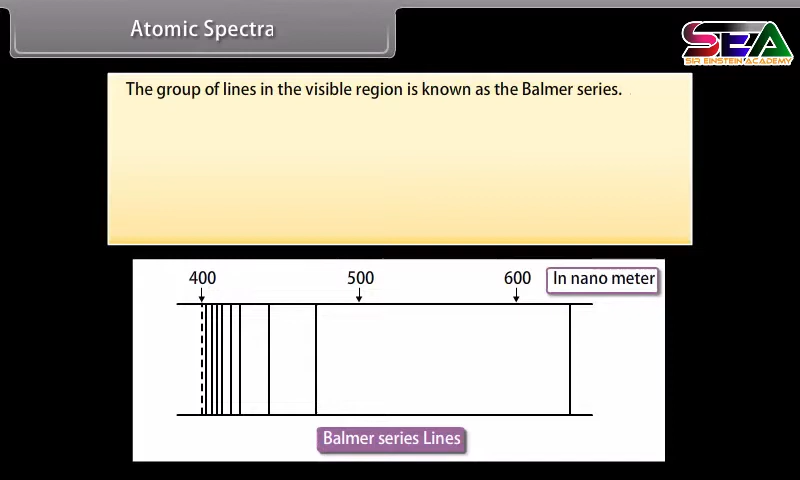 Atomic Spectra
SEA
SIR EINSTEIN ACADEMY
The group of lines in the visible region is known as the Balmer series.
400 500 600 In nano meter
Balmer series Lines